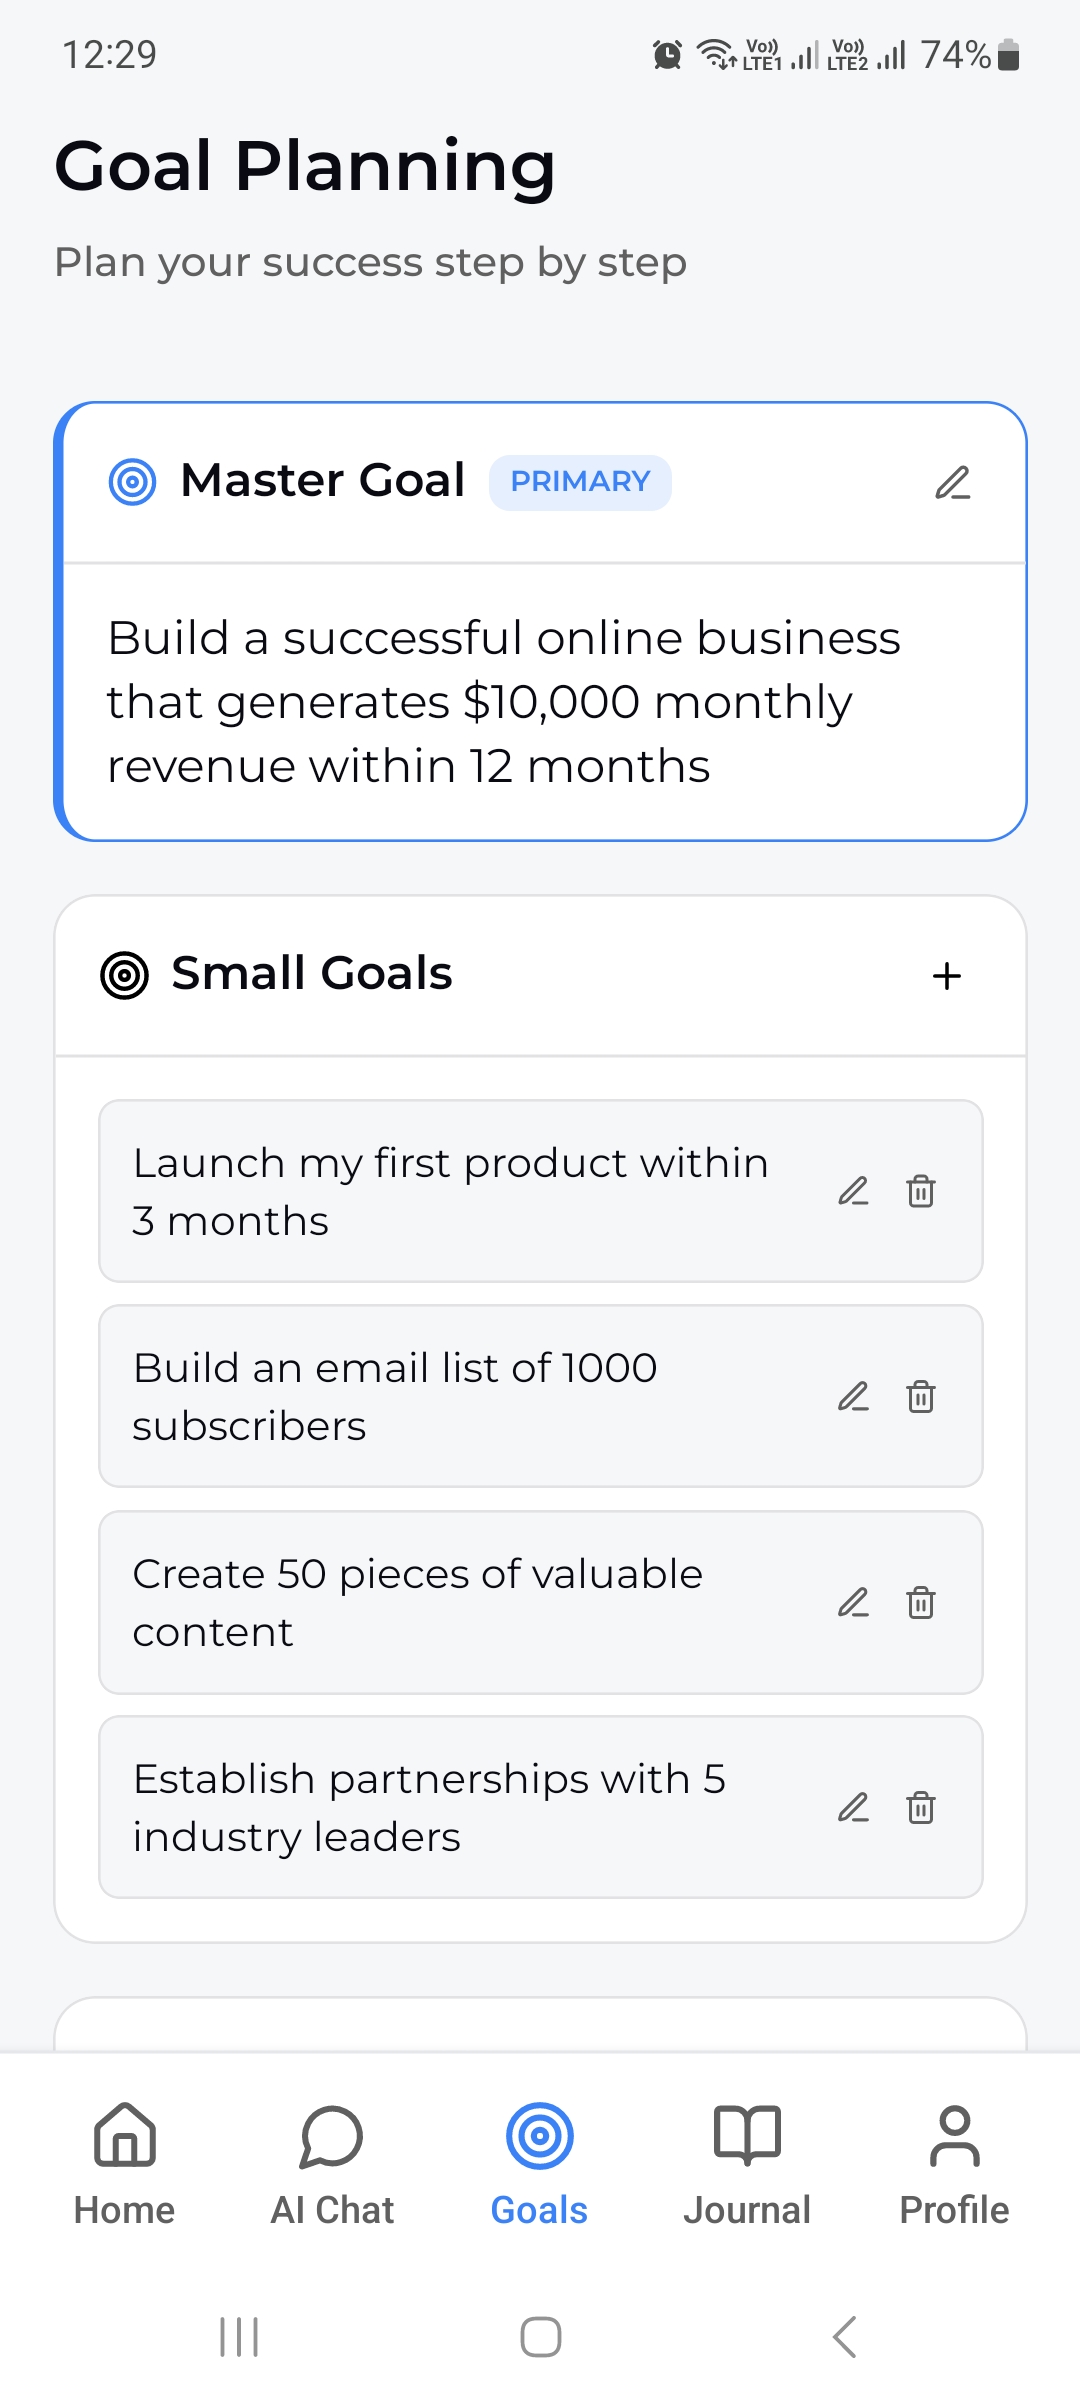 12:29
Vo)) LTE1 Vo)) LTE2 74%
Goal Planning
Plan your success step by step
Master Goal PRIMARY
Build a successful online business
that generates $10,000 monthly
revenue within 12 months
Small Goals
Launch my first product within
3 months
Build an email list of 1000
subscribers
Create 50 pieces of valuable
content
Establish partnerships with 5
industry leaders
Home AI Chat Goals Journal Profile